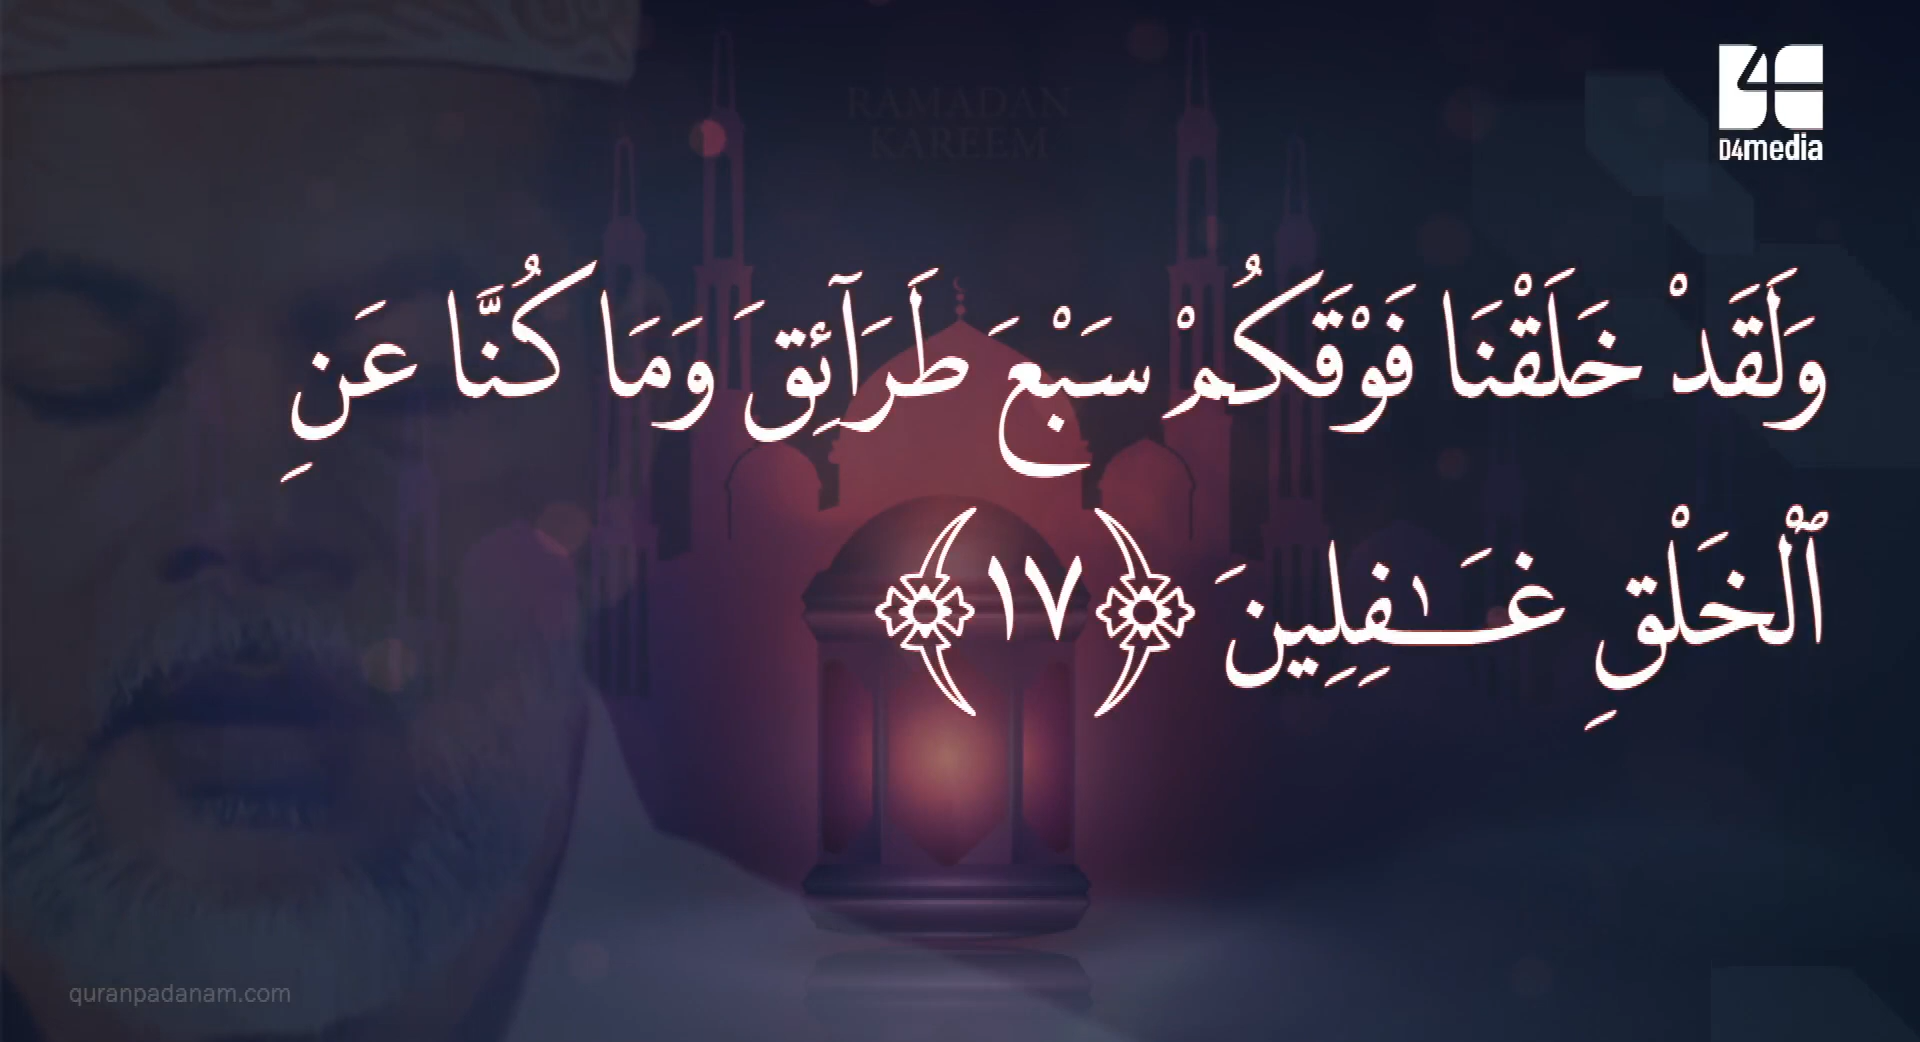 RAMADAN
KAREEM
D4media
وَلَقَدْ خَلَقْنَا فَوْقَكُمْ سَبْعَ طَرَآئِقَ وَمَا كُنَّا عَنِ
ٱلْخَلْقِ غَـٰفِلِينَ ﴿١٧﴾
quranpadanam.com